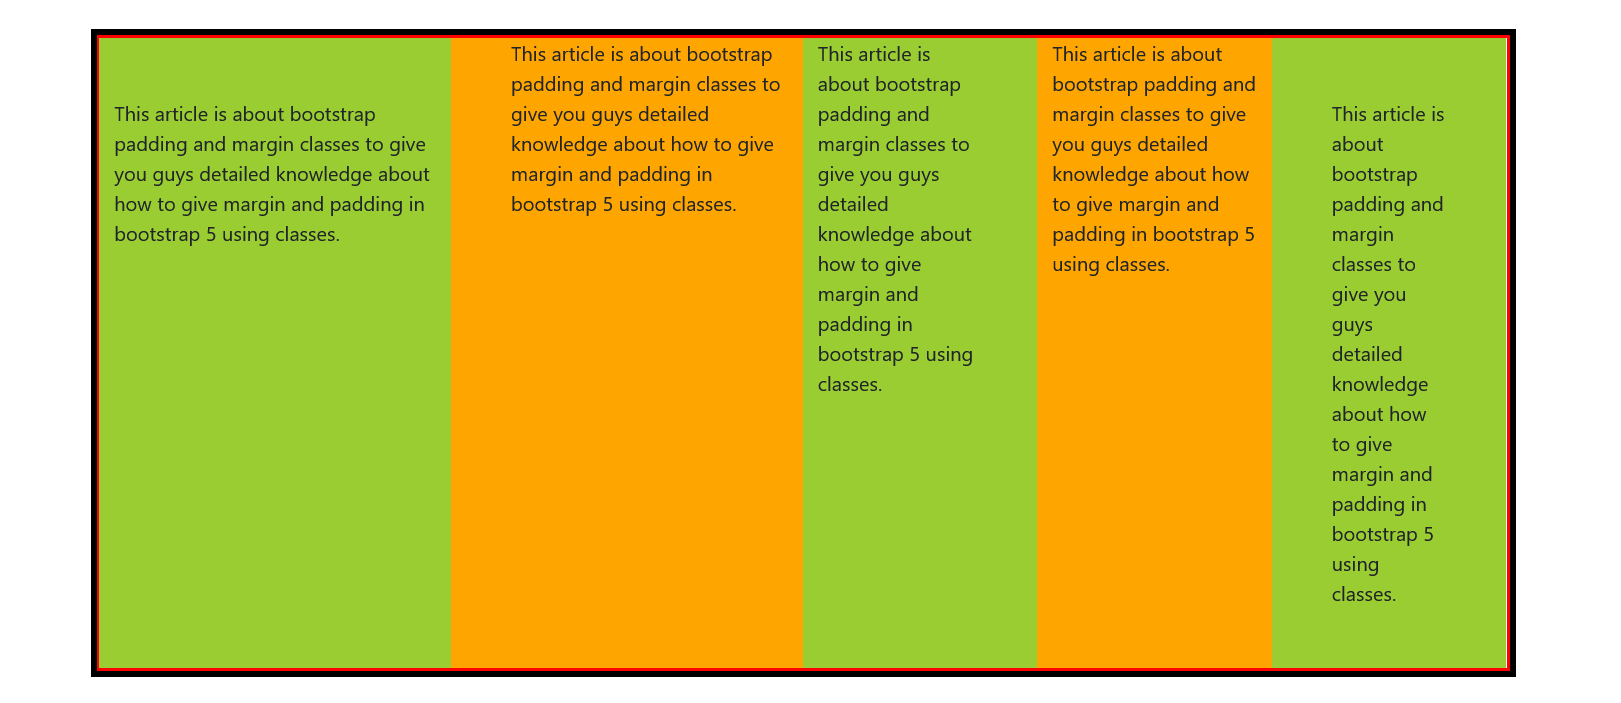 This article is about bootstrap
padding and margin classes to give
you guys detailed knowledge about
how to give margin and padding in
bootstrap 5 using classes.
This article is about bootstrap
padding and margin classes to
give you guys detailed
knowledge about how to give
margin and padding in
bootstrap 5 using classes.
This article is
about bootstrap
padding and
margin classes to
give you guys
detailed
knowledge about
how to give
margin and
padding in
bootstrap 5 using
classes.
This article is about
bootstrap padding and
margin classes to give
you guys detailed
knowledge about how
to give margin and
padding in bootstrap 5
using classes.
This article is
about
bootstrap
padding and
margin
classes to
give you
guys
detailed
knowledge
about how
to give
margin and
padding in
bootstrap 5
using
classes.